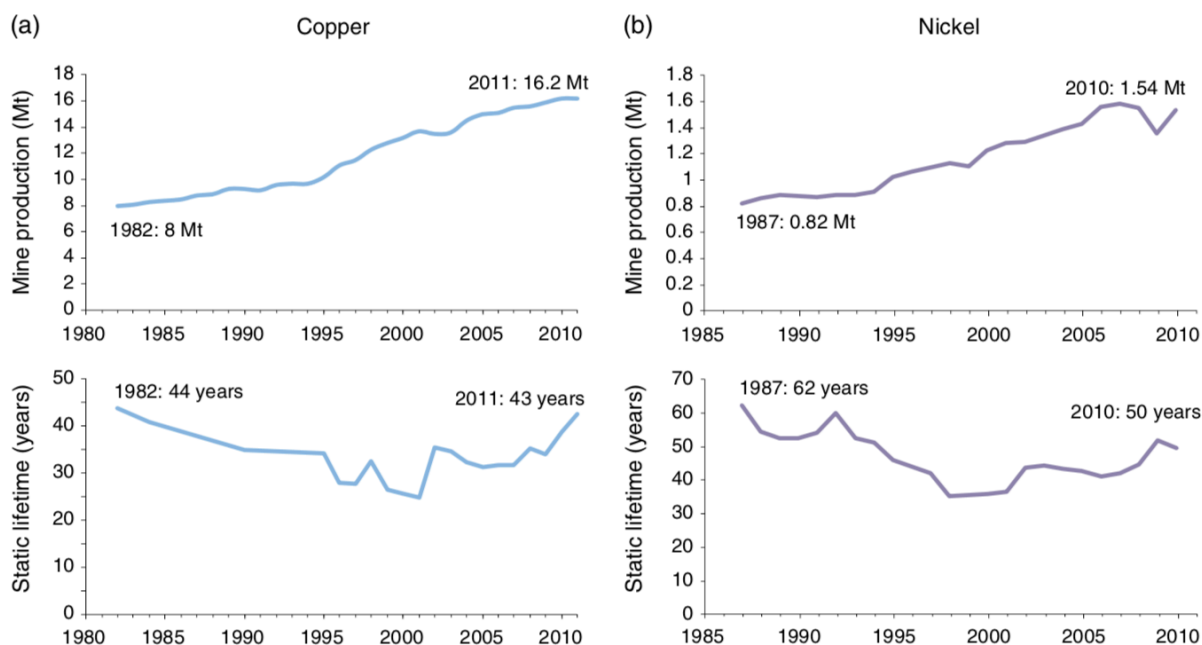 (a)
Copper
Mine production (Mt)
18
16
14
12
10
8
6
4
2
0
2011: 16.2 Mt
1982: 8 Mt
1980 1985 1990 1995 2000 2005 2010
Static lifetime (years)
50
40
30
20
10
0
1982: 44 years
2011: 43 years
1980 1985 1990 1995 2000 2005 2010
(b)
Nickel
Mine production (Mt)
1.8
1.6
1.4
1.2
1
0.8
0.6
0.4
0.2
0
2010: 1.54 Mt
1987: 0.82 Mt
1985 1990 1995 2000 2005 2010
Static lifetime (years)
70
60
50
40
30
20
10
0
1987: 62 years
2010: 50 years
1985 1990 1995 2000 2005 2010